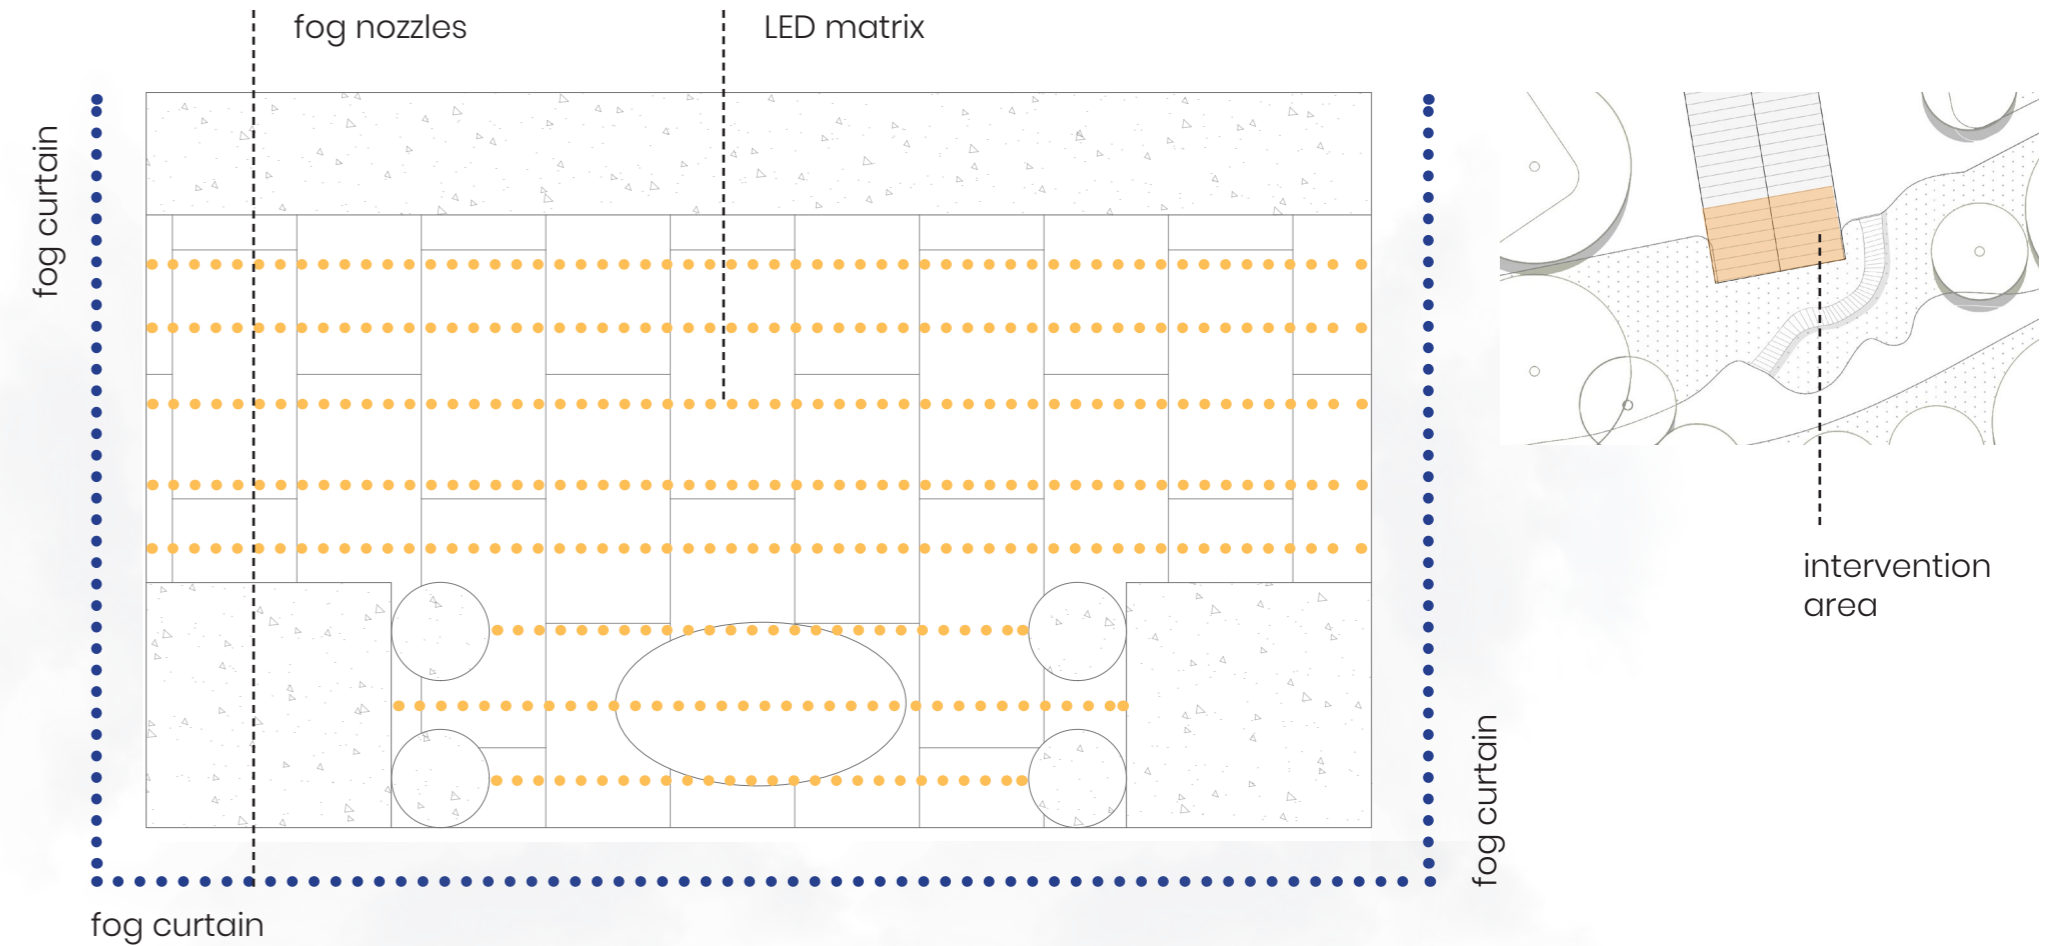 fog nozzles
LED matrix
fog curtain
intervention
area
fog curtain
fog curtain